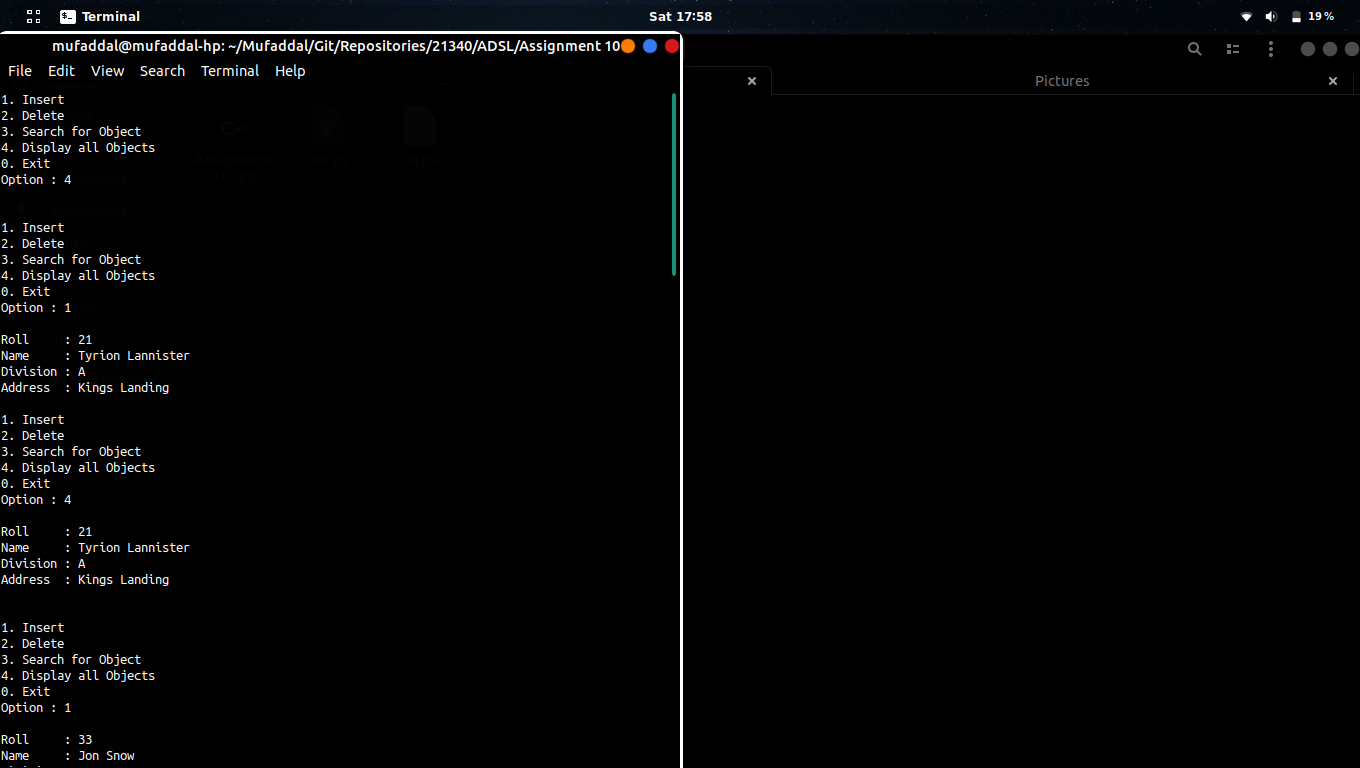 Terminal
Sat 17:58
19%
mufaddal@mufaddal-hp: ~/Mufaddal/Git/Repositories/21340/ADSL/Assignment 10
File Edit View Search Terminal Help
Pictures
1. Insert
2. Delete
3. Search for Object
4. Display all Objects
0. Exit
Option : 4
1. Insert
2. Delete
3. Search for Object
4. Display all Objects
0. Exit
Option : 1
Roll     : 21
Name     : Tyrion Lannister
Division : A
Address  : Kings Landing
1. Insert
2. Delete
3. Search for Object
4. Display all Objects
0. Exit
Option : 4
Roll     : 21
Name     : Tyrion Lannister
Division : A
Address  : Kings Landing
1. Insert
2. Delete
3. Search for Object
4. Display all Objects
0. Exit
Option : 1
Roll     : 33
Name     : Jon Snow